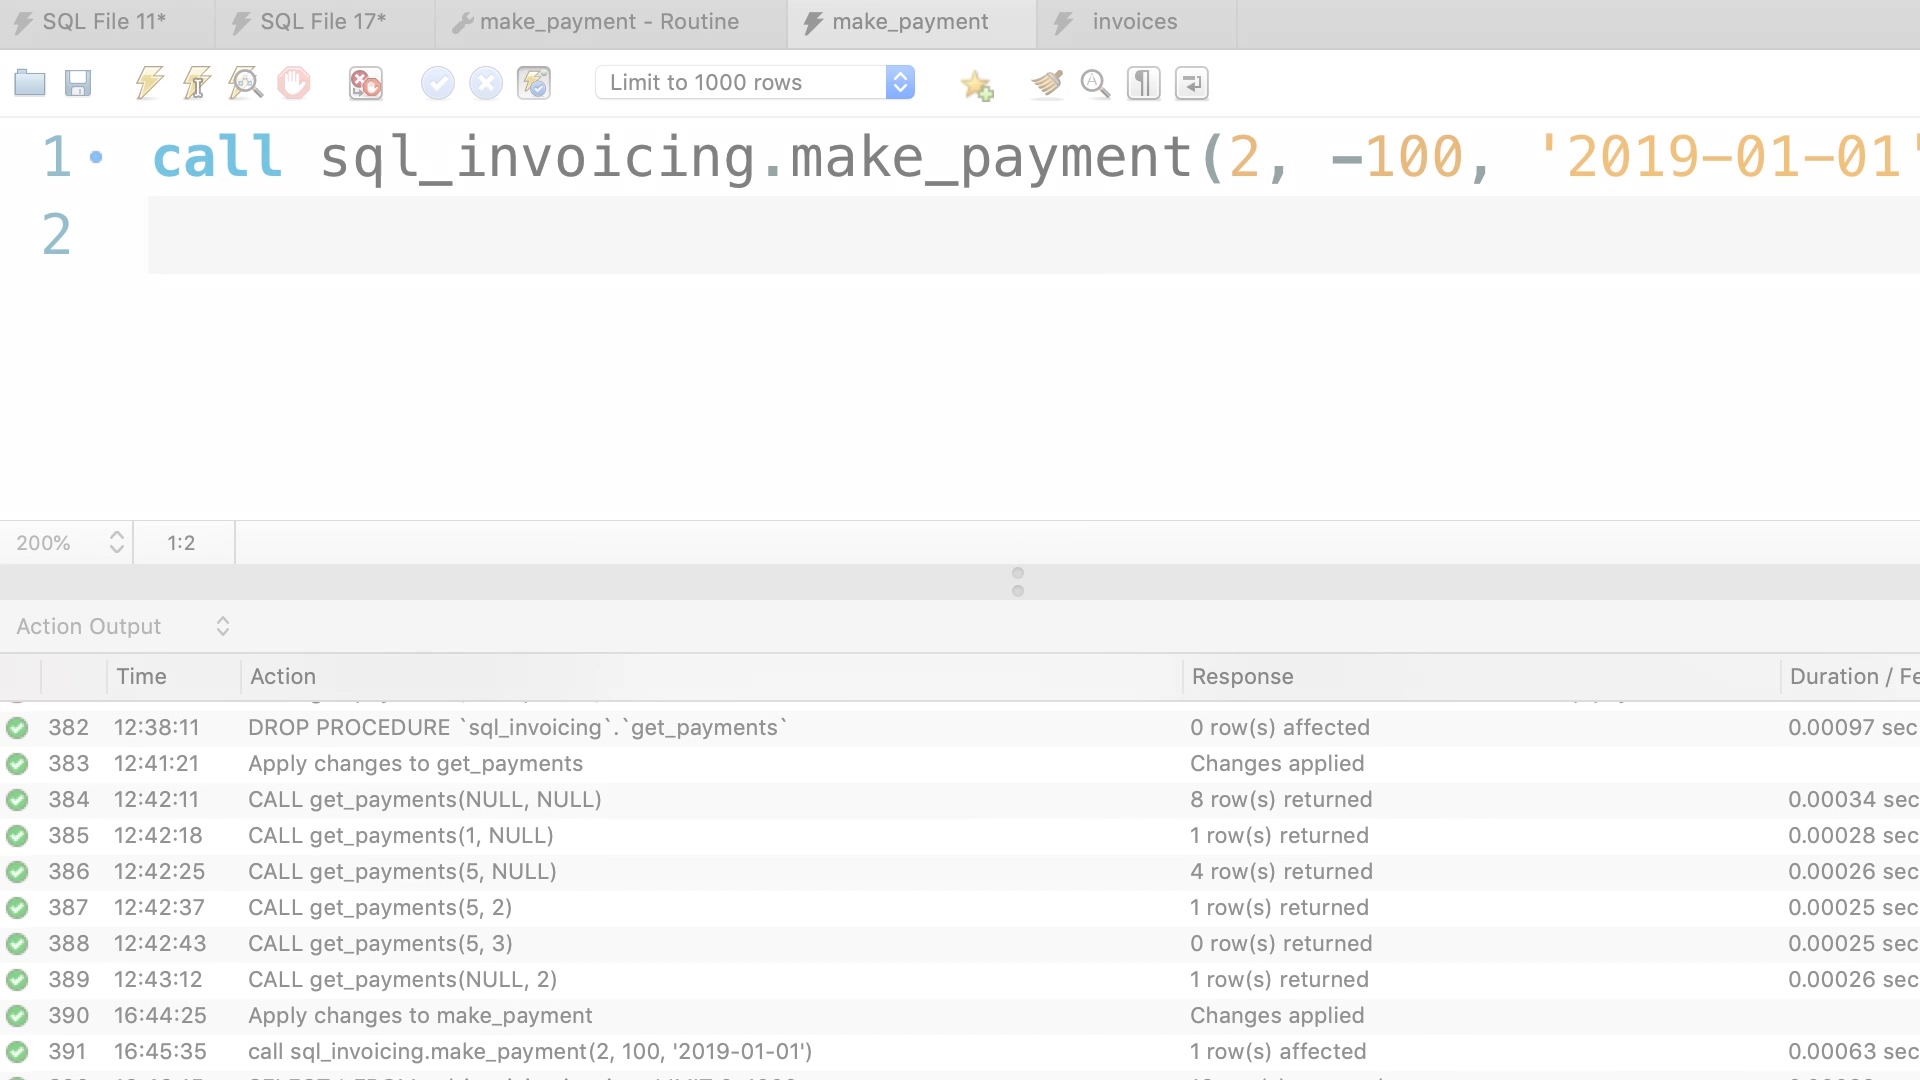 SQL File 11* SQL File 17* make_payment - Routine make_payment invoices
Limit to 1000 rows
1 call sql_invoicing.make_payment(2, -100, '2019-01-01'
2
200% 1:2
Action Output
Time Action Response Duration / Fe
382 12:38:11 DROP PROCEDURE `sql_invoicing`.`get_payments` 0 row(s) affected 0.00097 sec
383 12:41:21 Apply changes to get_payments Changes applied
384 12:42:11 CALL get_payments(NULL, NULL) 8 row(s) returned 0.00034 sec
385 12:42:18 CALL get_payments(1, NULL) 1 row(s) returned 0.00028 sec
386 12:42:25 CALL get_payments(5, NULL) 4 row(s) returned 0.00026 sec
387 12:42:37 CALL get_payments(5, 2) 1 row(s) returned 0.00025 sec
388 12:42:43 CALL get_payments(5, 3) 0 row(s) returned 0.00025 sec
389 12:43:12 CALL get_payments(NULL, 2) 1 row(s) returned 0.00026 sec
390 16:44:25 Apply changes to make_payment Changes applied
391 16:45:35 call sql_invoicing.make_payment(2, 100, '2019-01-01') 1 row(s) affected 0.00063 sec